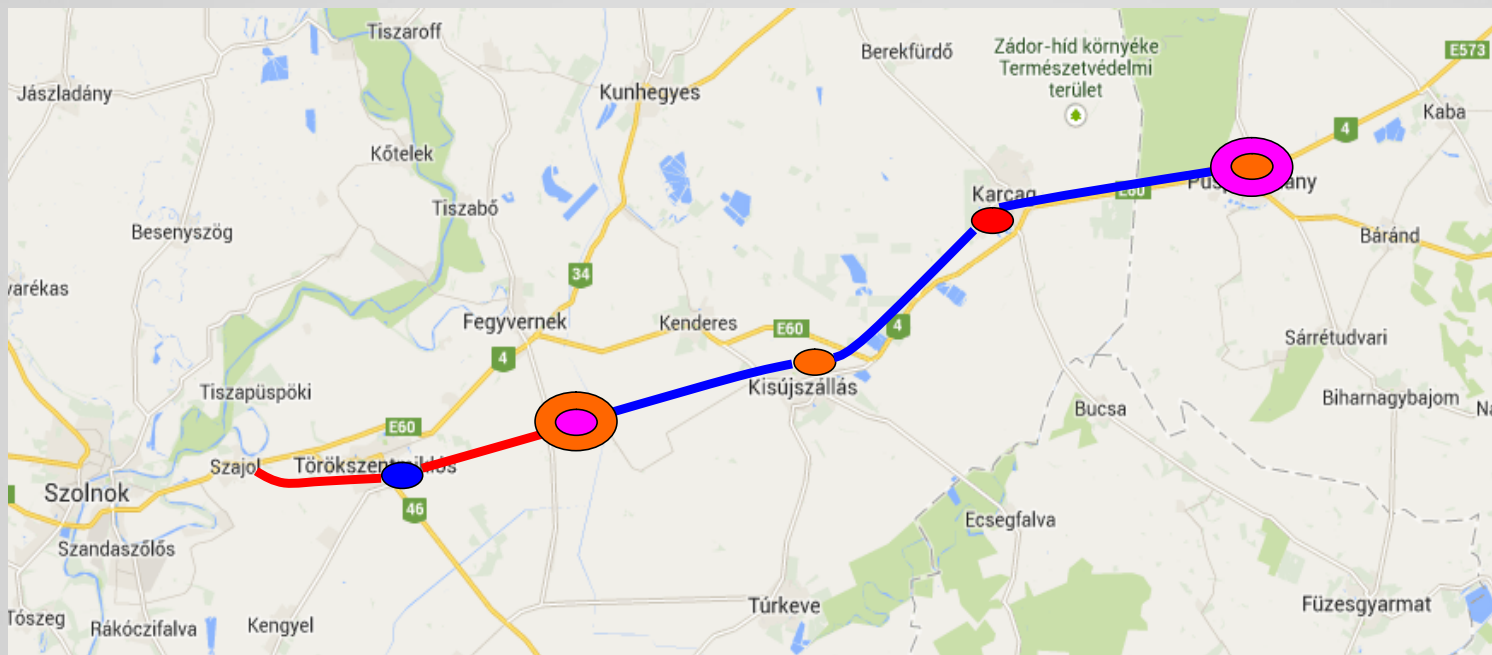 Tiszaroff
Berekfürdő
Zádor-híd környéke
Természetvédelmi
terület
E573
Jászladány
Kunhegyes
Kaba
4
Kőtelek
Karcag
E60
Tiszabő
Besenyszög
Báránd
34
Fegyvernek
Kenderes
E60
4
Sárrétudvari
4
Tiszapüspöki
Kisújszállás
Biharnagybajom
Bucsa
E60
Szajol
Törökszentmiklós
Szolnok
46
Ecsegfalva
Szandaszőlős
Túrkeve
Füzesgyarmat
Tószeg
Rákóczifalva
Kengyel